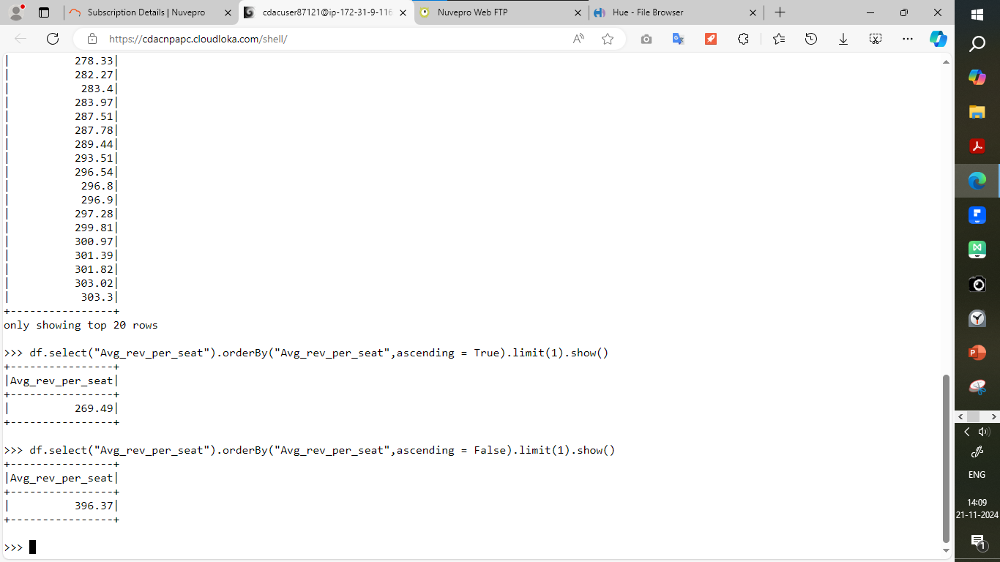 Subscription Details | Nuvepro
cdacuser87121@ip-172-31-9-116
Nuvepro Web FTP
Hue - File Browser
https://cdacnpapc.cloudloka.com/shell/
| 278.33|
| 282.27|
| 283.4|
| 283.97|
| 287.51|
| 287.78|
| 289.44|
| 293.51|
| 296.54|
| 296.8|
| 296.9|
| 297.28|
| 299.81|
| 300.97|
| 301.39|
| 301.82|
| 303.02|
| 303.3|
+----------------+
only showing top 20 rows
>>> df.select("Avg_rev_per_seat").orderBy("Avg_rev_per_seat",ascending = True).limit(1).show()
+----------------+
|Avg_rev_per_seat|
+----------------+
| 269.49|
+----------------+
>>> df.select("Avg_rev_per_seat").orderBy("Avg_rev_per_seat",ascending = False).limit(1).show()
+----------------+
|Avg_rev_per_seat|
+----------------+
| 396.37|
+----------------+
>>>
ENG
14:09
21-11-2024
1